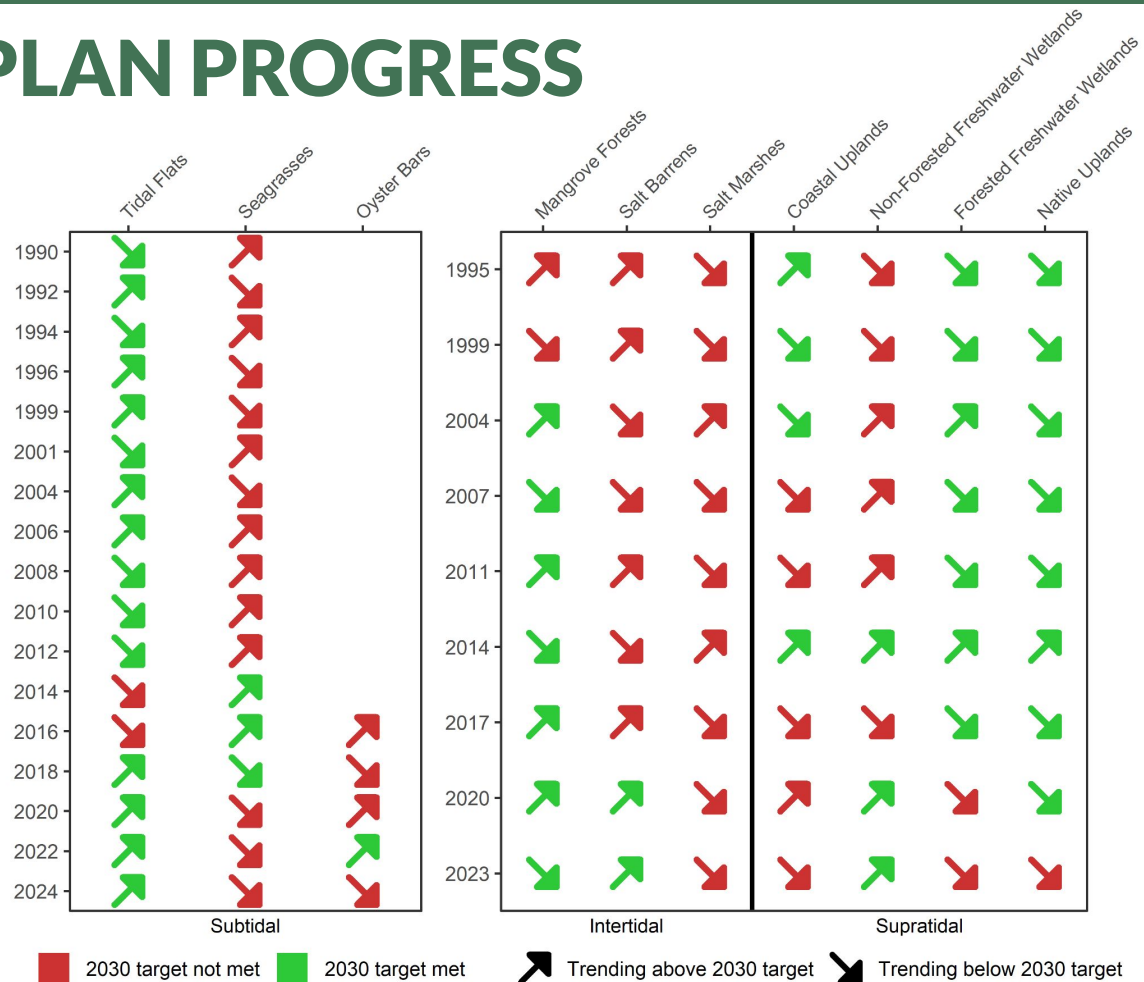 PLAN PROGRESS
Tidal Flats
Seagrasses
Oyster Bars
Mangrove Forests
Salt Barrens
Salt Marshes
Coastal Uplands
Non-Forested Freshwater Wetlands
Forested Freshwater Wetlands
Native Uplands
1990
1992
1994
1996
1999
2001
2004
2006
2008
2010
2012
2014
2016
2018
2020
2022
2024
1995
1999
2004
2007
2011
2014
2017
2020
2023
Subtidal
Intertidal
Supratidal
2030 target not met
2030 target met
Trending above 2030 target
Trending below 2030 target